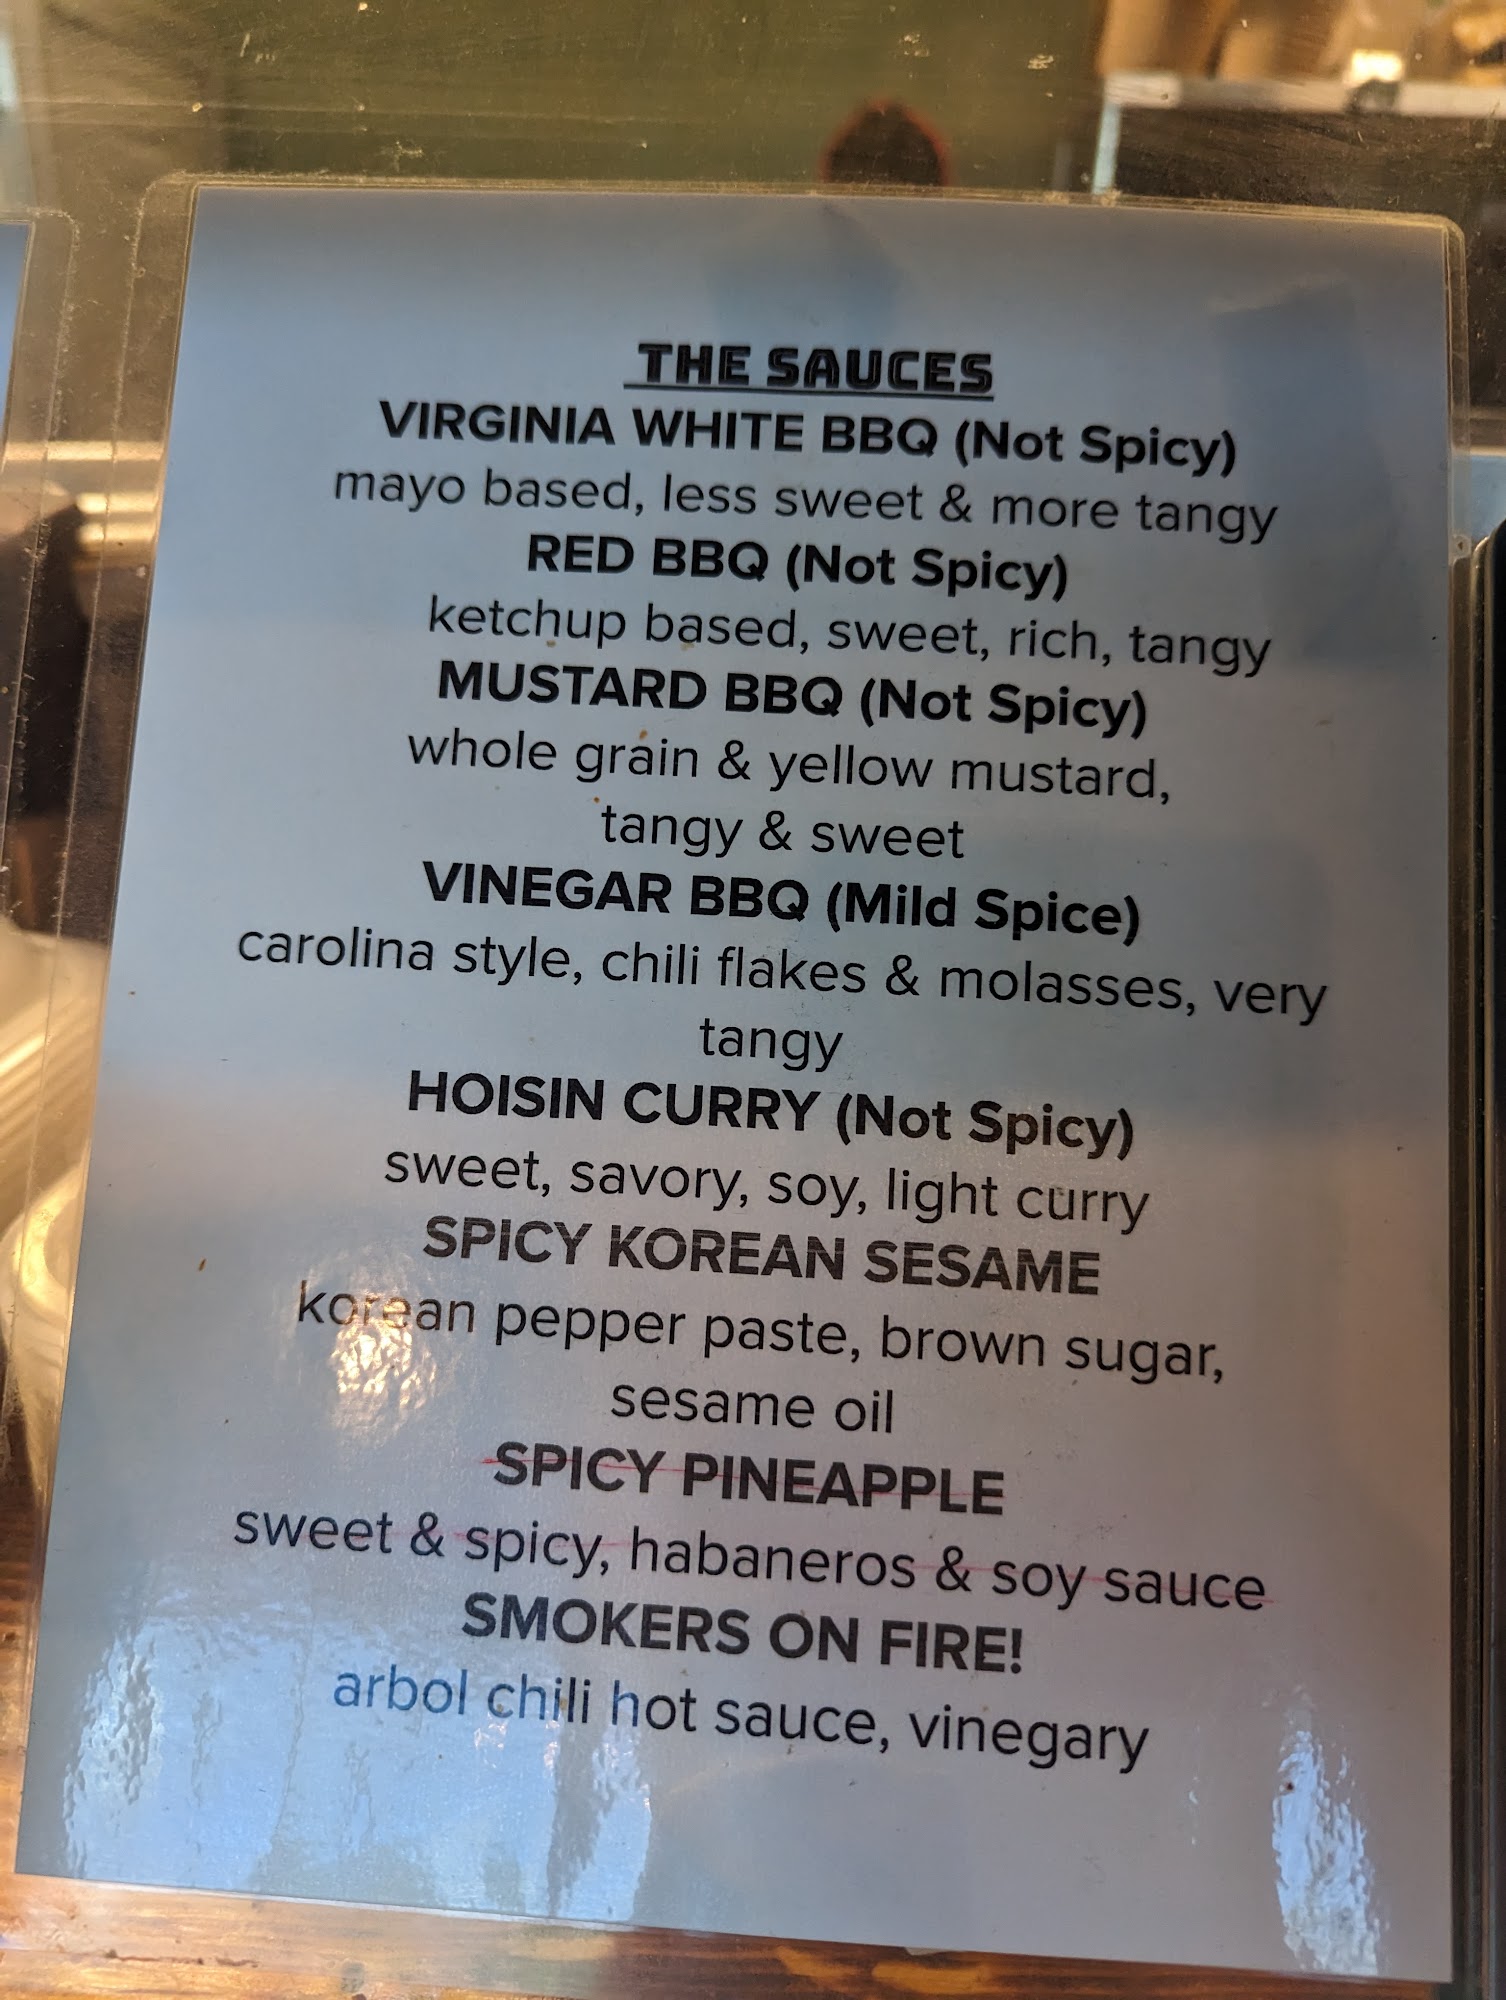 THE SAUCES
VIRGINIA WHITE BBQ (Not Spicy)
mayo based, less sweet & more tangy
RED BBQ (Not Spicy)
ketchup based, sweet, rich, tangy
MUSTARD BBQ (Not Spicy)
whole grain & yellow mustard,
tangy & sweet
VINEGAR BBQ (Mild Spice)
carolina style, chili flakes & molasses, very
tangy
HOISIN CURRY (Not Spicy)
sweet, savory, soy, light curry
SPICY KOREAN SESAME
korean pepper paste, brown sugar,
sesame oil
SPICY PINEAPPLE
sweet & spicy, habaneros & soy sauce
SMOKERS ON FIRE!
arbol chili hot sauce, vinegary